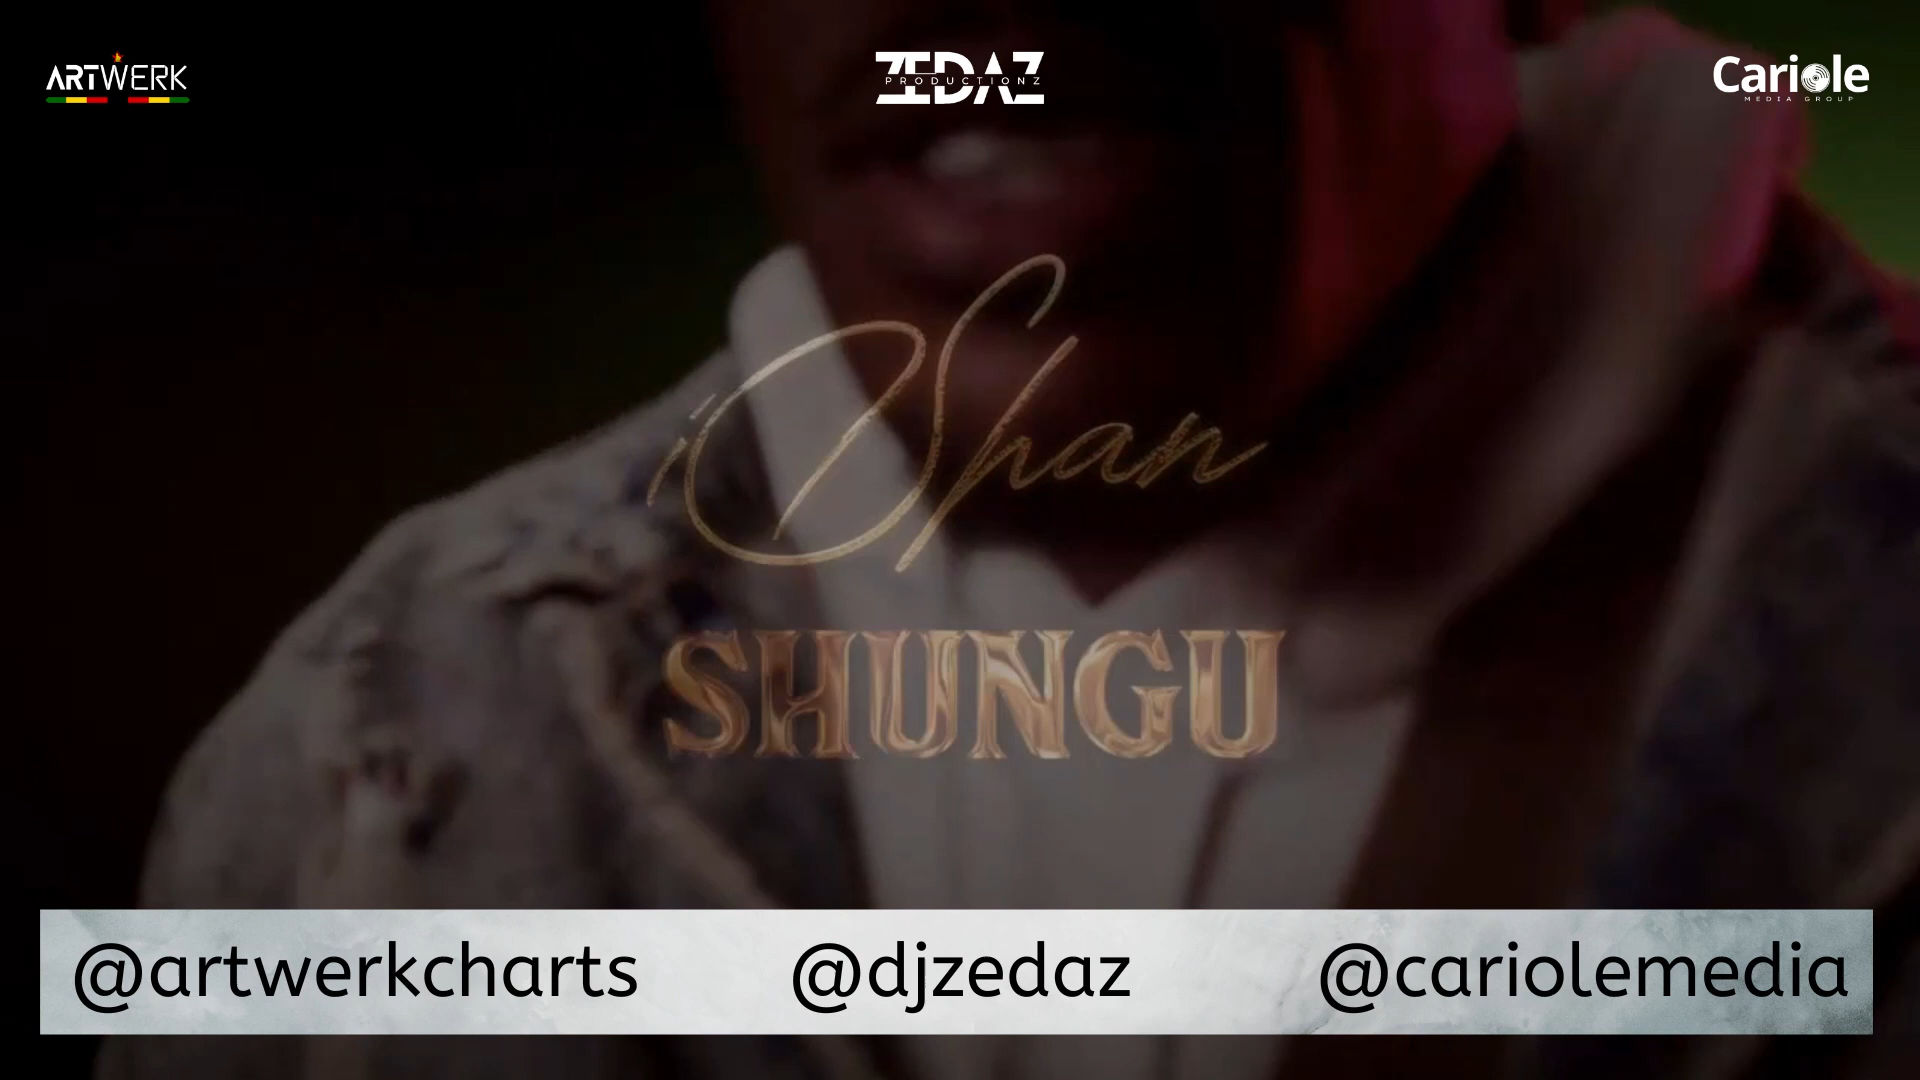 ARTWERK
ZEDAZ
PRODUCTIONZ
Cariole
MEDIA GROUP
iShan
SHUNGU
@artwerkcharts
@djzedaz
@cariolemedia